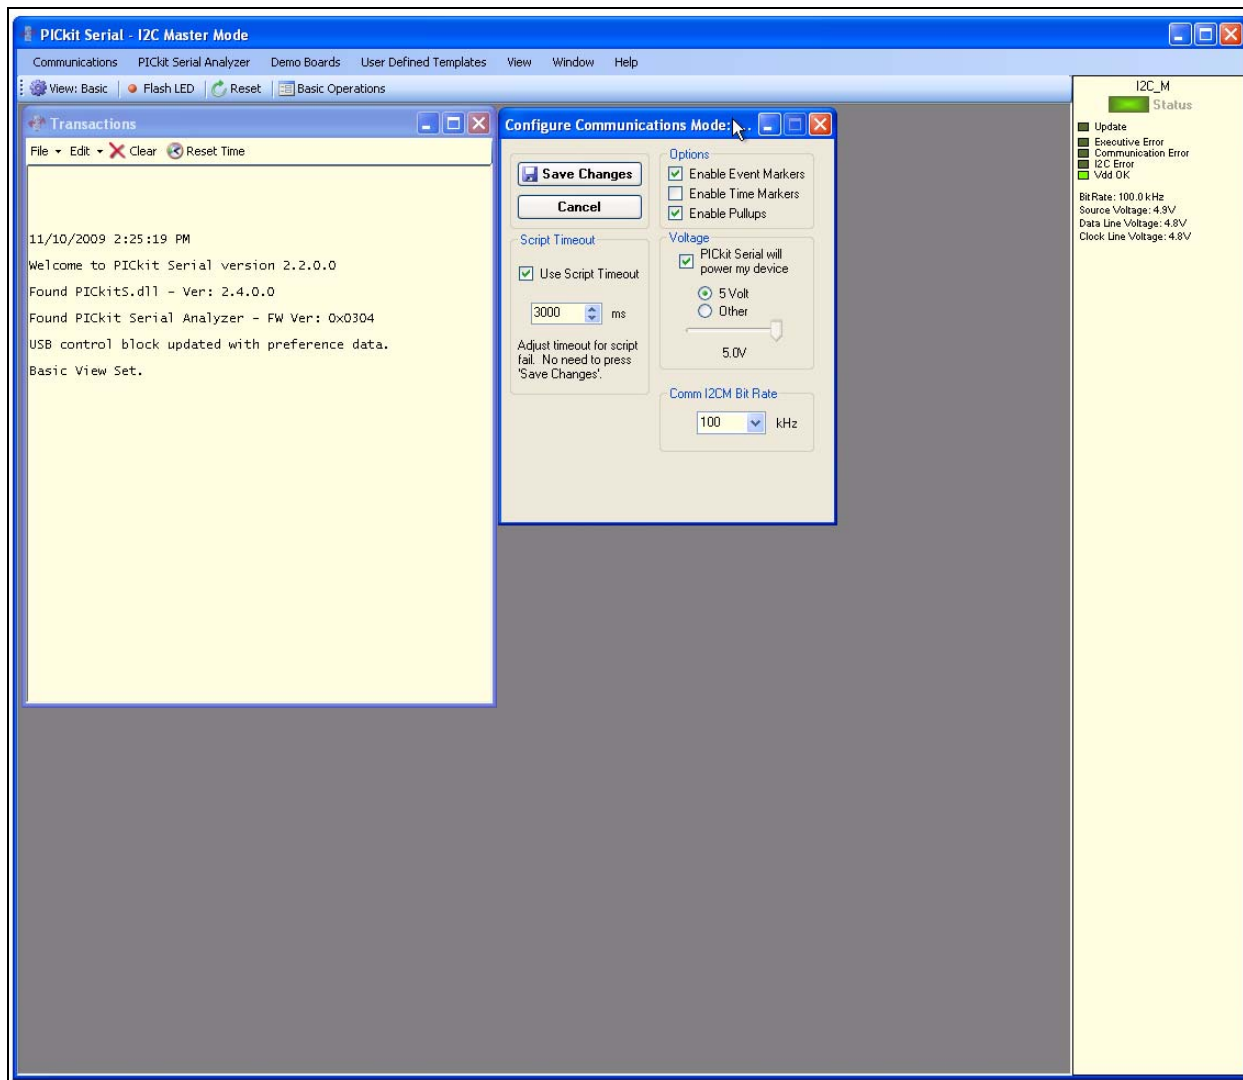 PICkit Serial - I2C Master Mode
Communications PICkit Serial Analyzer Demo Boards User Defined Templates View Window Help
View: Basic Flash LED Reset Basic Operations
Transactions
File Edit Clear Reset Time
11/10/2009 2:25:19 PM
Welcome to PICkit Serial version 2.2.0.0
Found PICkitS.dll - Ver: 2.4.0.0
Found PICkit Serial Analyzer - FW Ver: 0x0304
USB control block updated with preference data.
Basic View Set.
Configure Communications Mode: ...
Save Changes
Cancel
Script Timeout
Use Script Timeout
3000 ms
Adjust timeout for script
fail. No need to press
'Save Changes'.
Options
Enable Event Markers
Enable Time Markers
Enable Pullups
Voltage
PICkit Serial will
power my device
5 Volt
Other
5.0V
Comm I2CM Bit Rate
100 kHz
I2C_M
Status
Update
Executive Error
Communication Error
I2C Error
Vdd OK
BitRate: 100.0 kHz
Source Voltage: 4.9V
Data Line Voltage: 4.8V
Clock Line Voltage: 4.8V